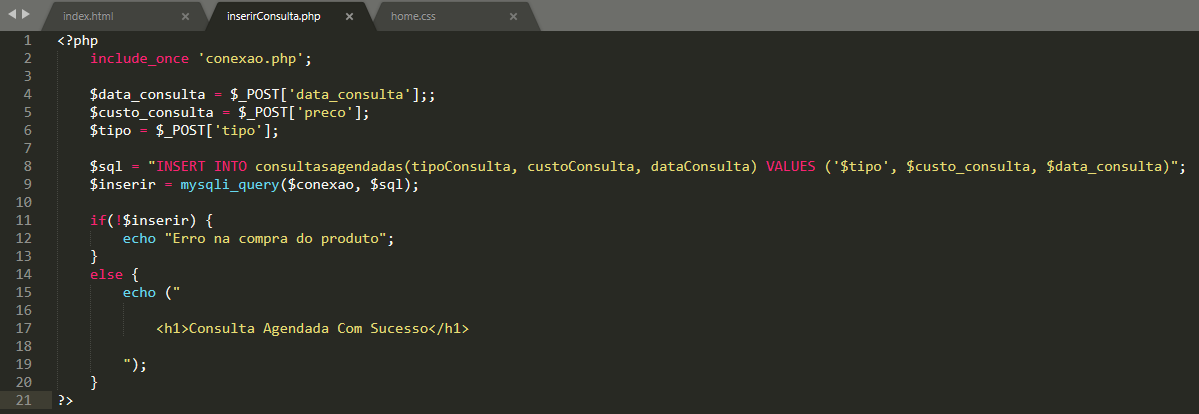 index.html × inserirConsulta.php × home.css ×
1 <?php
2 include_once 'conexao.php';
3
4 $data_consulta = $_POST['data_consulta'];;
5 $custo_consulta = $_POST['preco'];
6 $tipo = $_POST['tipo'];
7
8 $sql = "INSERT INTO consultasagendadas(tipoConsulta, custoConsulta, dataConsulta) VALUES ('$tipo', $custo_consulta, $data_consulta)";
9 $inserir = mysqli_query($conexao, $sql);
10
11 if(!$inserir) {
12 echo "Erro na compra do produto";
13 }
14 else {
15 echo ("
16
17 <h1>Consulta Agendada Com Sucesso</h1>
18
19 ");
20 }
21 ?>